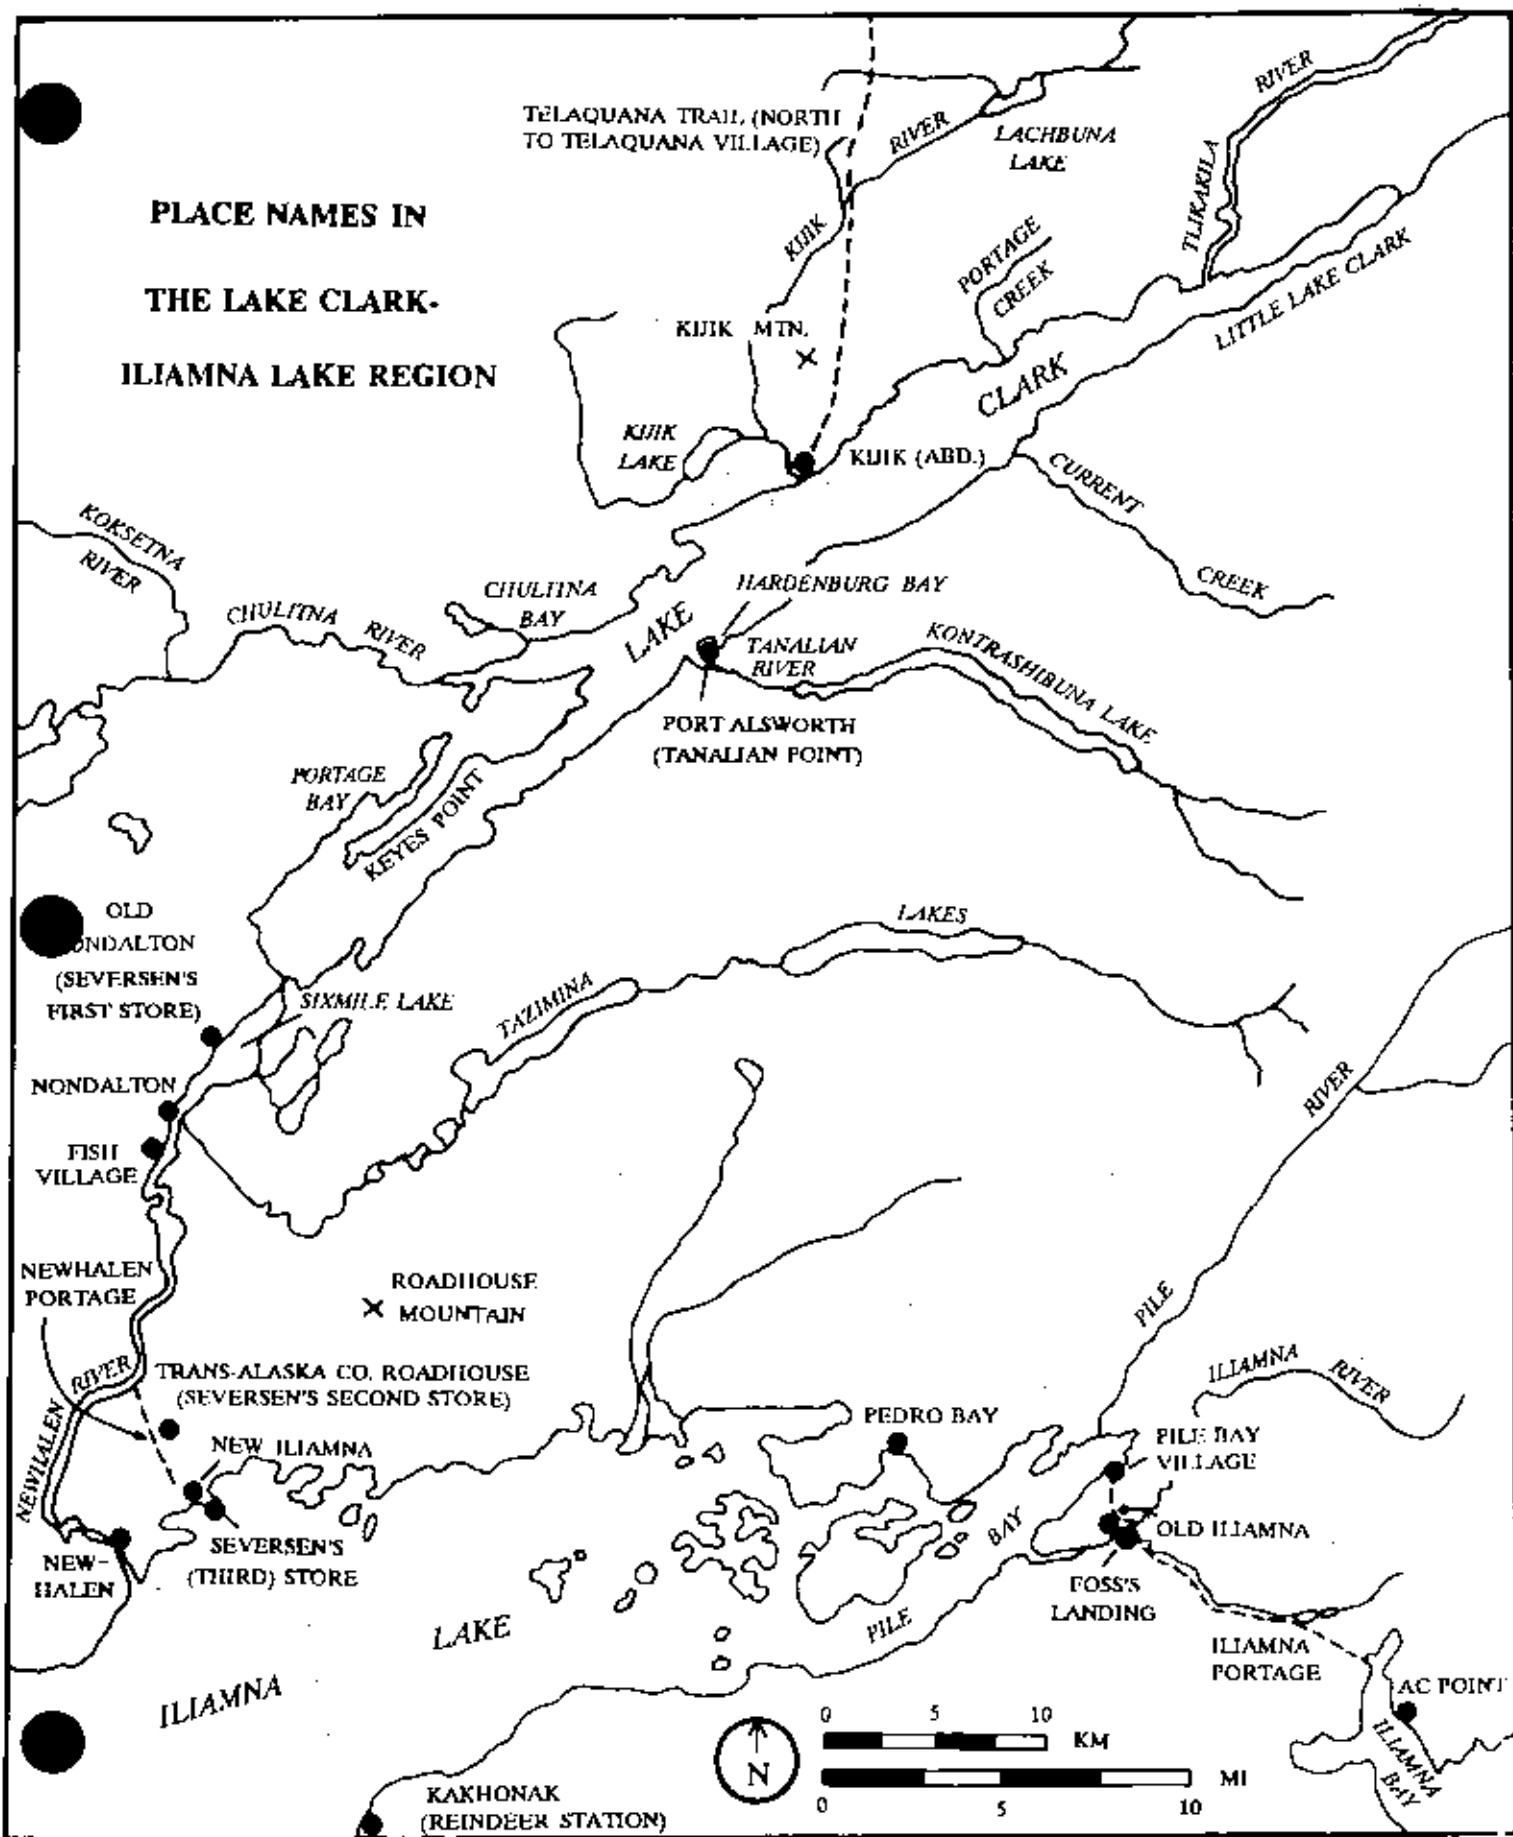 PLACE NAMES IN
THE LAKE CLARK-
ILIAMNA LAKE REGION
TELAQUANA TRAIL (NORTH
TO TELAQUANA VILLAGE)
KIJIK RIVER
LACHBUNA
LAKE
TLIKAKILA RIVER
PORTAGE
CREEK
LITTLE LAKE CLARK
KIJIK MTN.
LAKE CLARK
KIJIK
LAKE
KIJIK (ABD.)
CURRENT CREEK
KOKSETNA
RIVER
CHULITNA RIVER
CHULITNA
BAY
HARDENBURG BAY
TANALIAN
RIVER
KONTRASHIBUNA LAKE
PORT ALSWORTH
(TANALIAN POINT)
PORTAGE
BAY
KEYES POINT
OLD
ONDALTON
(SEVERSEN'S
FIRST STORE)
SIXMILE LAKE
TAZIMINA LAKES
NONDALTON
FISH
VILLAGE
NEWHALEN
PORTAGE
ROADHOUSE
MOUNTAIN
PILE RIVER
NEWHALEN RIVER
TRANS-ALASKA CO. ROADHOUSE
(SEVERSEN'S SECOND STORE)
ILIAMNA RIVER
NEW ILIAMNA
PEDRO BAY
PILE BAY
VILLAGE
SEVERSEN'S
(THIRD) STORE
NEW-
HALEN
PILE BAY
OLD ILIAMNA
FOSS'S
LANDING
ILIAMNA LAKE
ILIAMNA
PORTAGE
AC POINT
ILIAMNA
BAY
KAKHONAK
(REINDEER STATION)
N
0 5 10
KM
MI
0 5 10